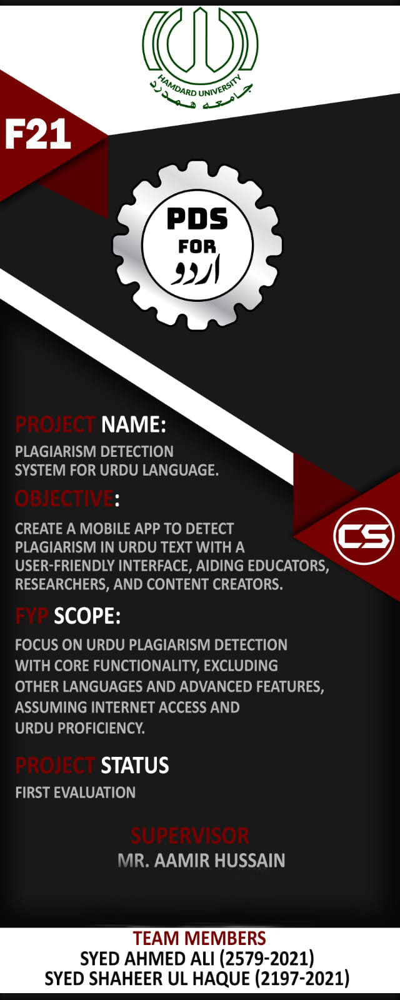 HAMDARD UNIVERSITY
جامعه همدرد
F21
PDS
FOR
اردو
PROJECT NAME:
PLAGIARISM DETECTION
SYSTEM FOR URDU LANGUAGE.
OBJECTIVE:
CREATE A MOBILE APP TO DETECT
PLAGIARISM IN URDU TEXT WITH A
USER-FRIENDLY INTERFACE, AIDING EDUCATORS,
RESEARCHERS, AND CONTENT CREATORS.
CS
FYP SCOPE:
FOCUS ON URDU PLAGIARISM DETECTION
WITH CORE FUNCTIONALITY, EXCLUDING
OTHER LANGUAGES AND ADVANCED FEATURES,
ASSUMING INTERNET ACCESS AND
URDU PROFICIENCY.
PROJECT STATUS
FIRST EVALUATION
SUPERVISOR
MR. AAMIR HUSSAIN
TEAM MEMBERS
SYED AHMED ALI (2579-2021)
SYED SHAHEER UL HAQUE (2197-2021)